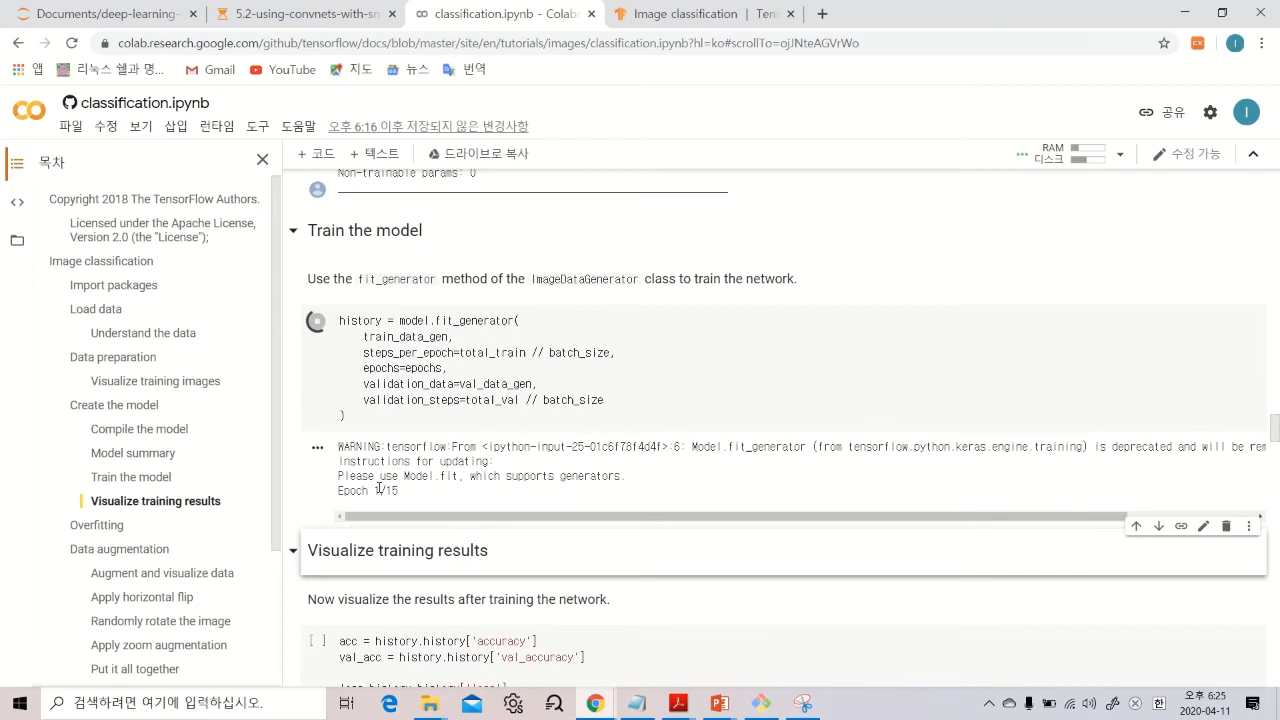 Documents/
5.2-using-convnets-with-s
classification.ipynb - Colab
Image classification | Ten
colab.research.google.com/github/tensorflow/docs/blob/master/site/en/tutorials/images/classification.ipynb?hl=ko#scrollTo=ojJNteAGVrWo
앱
리눅스 쉘과 명...
Gmail
YouTube
지도
뉴스
번역
classification.ipynb
파일 수정 보기 삽입 런타임 도구 도움말 오후 6:16 이후 저장되지 않은 변경사항
공유
I
목차
+ 코드 + 텍스트 드라이브로 복사
RAM
디스크
수정 가능
Copyright 2018 The TensorFlow Authors.
Licensed under the Apache License,
Version 2.0 (the "License");
Image classification
Import packages
Load data
Understand the data
Data preparation
Visualize training images
Create the model
Compile the model
Model summary
Train the model
Visualize training results
Overfitting
Data augmentation
Augment and visualize data
Apply horizontal flip
Randomly rotate the image
Apply zoom augmentation
Put it all together
Non-trainable params: 0
Train the model
Use the fit_generator method of the ImageDataGenerator class to train the network.
history = model.fit_generator(
train_data_gen,
steps_per_epoch=total_train // batch_size,
epochs=epochs,
validation_data=val_data_gen,
validation_steps=total_val // batch_size
)
WARNING:tensorflow:From <ipython-input-25-01c6f78f4d4f>:6: Model.fit_generator (from tensorflow.python.keras.engine.training) is deprecated and will be rem
Instructions for updating:
Please use Model.fit, which supports generators.
Epoch 1/15
Visualize training results
Now visualize the results after training the network.
[ ] acc = history.history['accuracy']
val_acc = history.history['val_accuracy']
검색하려면 여기에 입력하십시오.
한
오후 6:25
2020-04-11